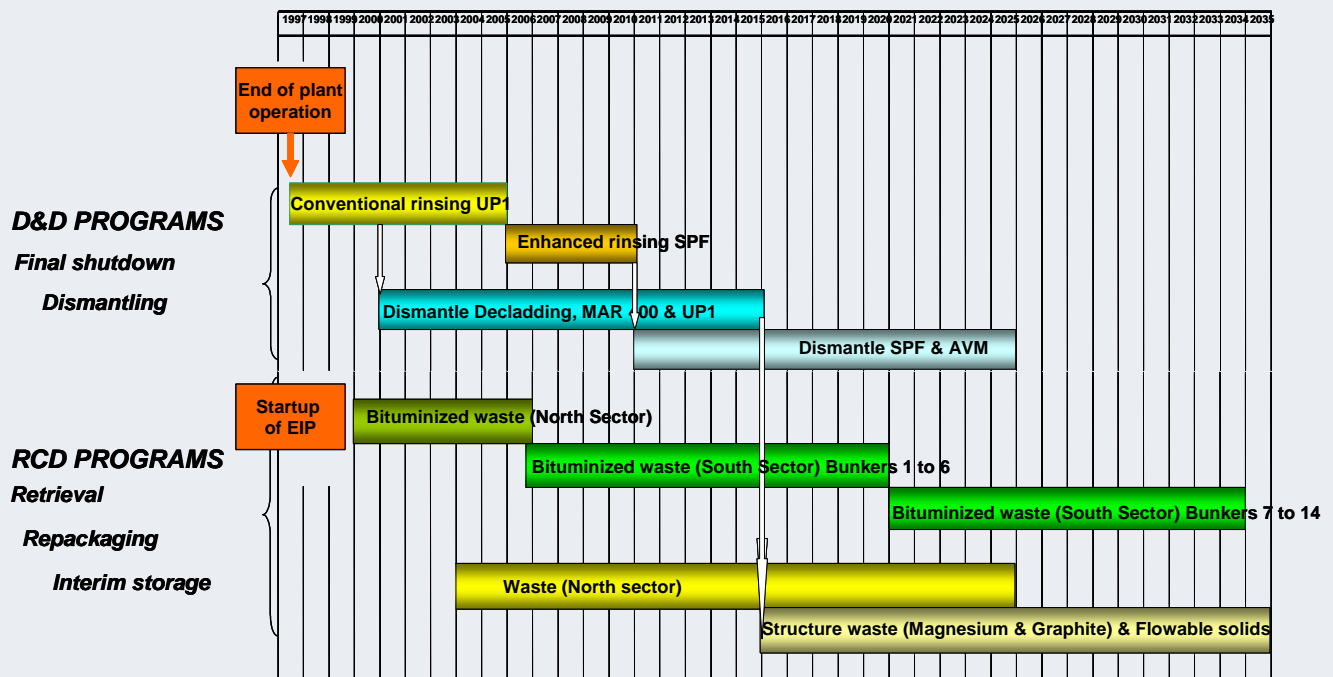 1997 1998 1999 2000 2001 2002 2003 2004 2005 2006 2007 2008 2009 2010 2011 2012 2013 2014 2015 2016 2017 2018 2019 2020 2021 2022 2023 2024 2025 2026 2027 2028 2029 2030 2031 2032 2033 2034 2035
End of plant
operation
Conventional rinsing UP1
D&D PROGRAMS
Enhanced rinsing SPF
Final shutdown
Dismantling
Dismantle Decladding, MAR 400 & UP1
Dismantle SPF & AVM
Startup
of EIP
Bituminized waste (North Sector)
RCD PROGRAMS
Bituminized waste (South Sector) Bunkers 1 to 6
Retrieval
Bituminized waste (South Sector) Bunkers 7 to 14
Repackaging
Interim storage
Waste (North sector)
Structure waste (Magnesium & Graphite) & Flowable solids